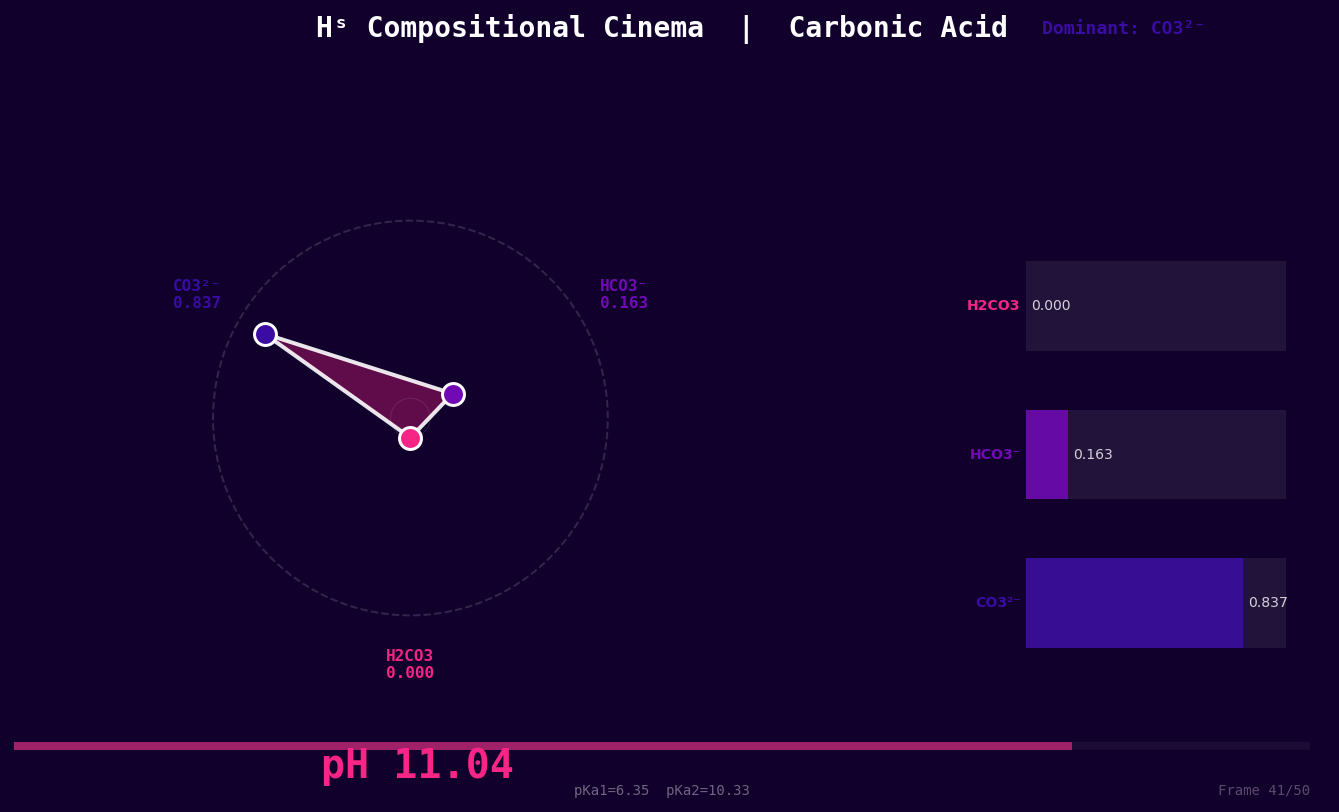 Hˢ Compositional Cinema | Carbonic Acid
Dominant: CO3²⁻
CO3²⁻
0.837
HCO3⁻
0.163
H2CO3
0.000
H2CO3
0.000
HCO3⁻
0.163
CO3²⁻
0.837
pH 11.04
pKa1=6.35 pKa2=10.33
Frame 41/50